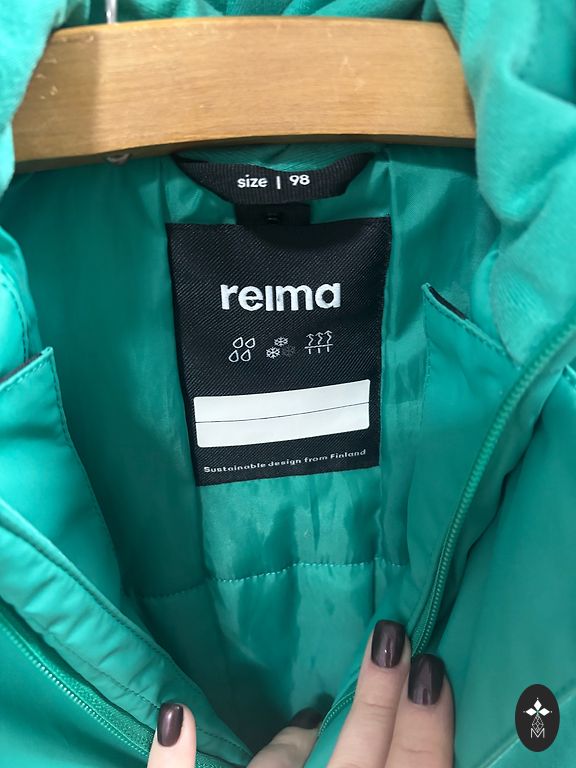 size | 98
reima
Sustainable design from Finland